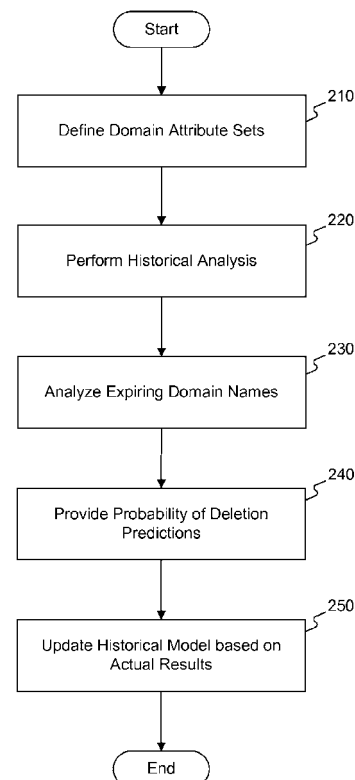 Start
210
Define Domain Attribute Sets
220
Perform Historical Analysis
230
Analyze Expiring Domain Names
240
Provide Probability of Deletion
Predictions
250
Update Historical Model based on
Actual Results
End